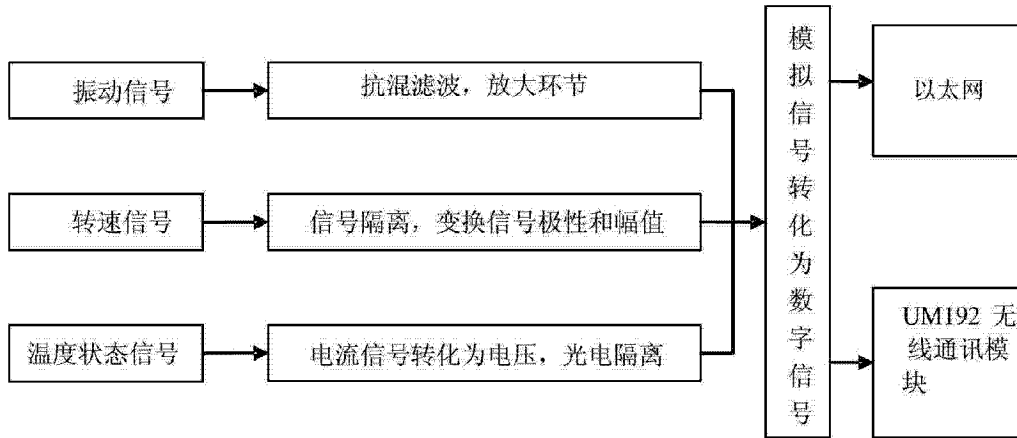 振动信号
抗混滤波，放大环节
转速信号
信号隔离，变换信号极性和幅值
温度状态信号
电流信号转化为电压，光电隔离
模拟信号转化为数字信号
以太网
UM192 无
线通讯模
块